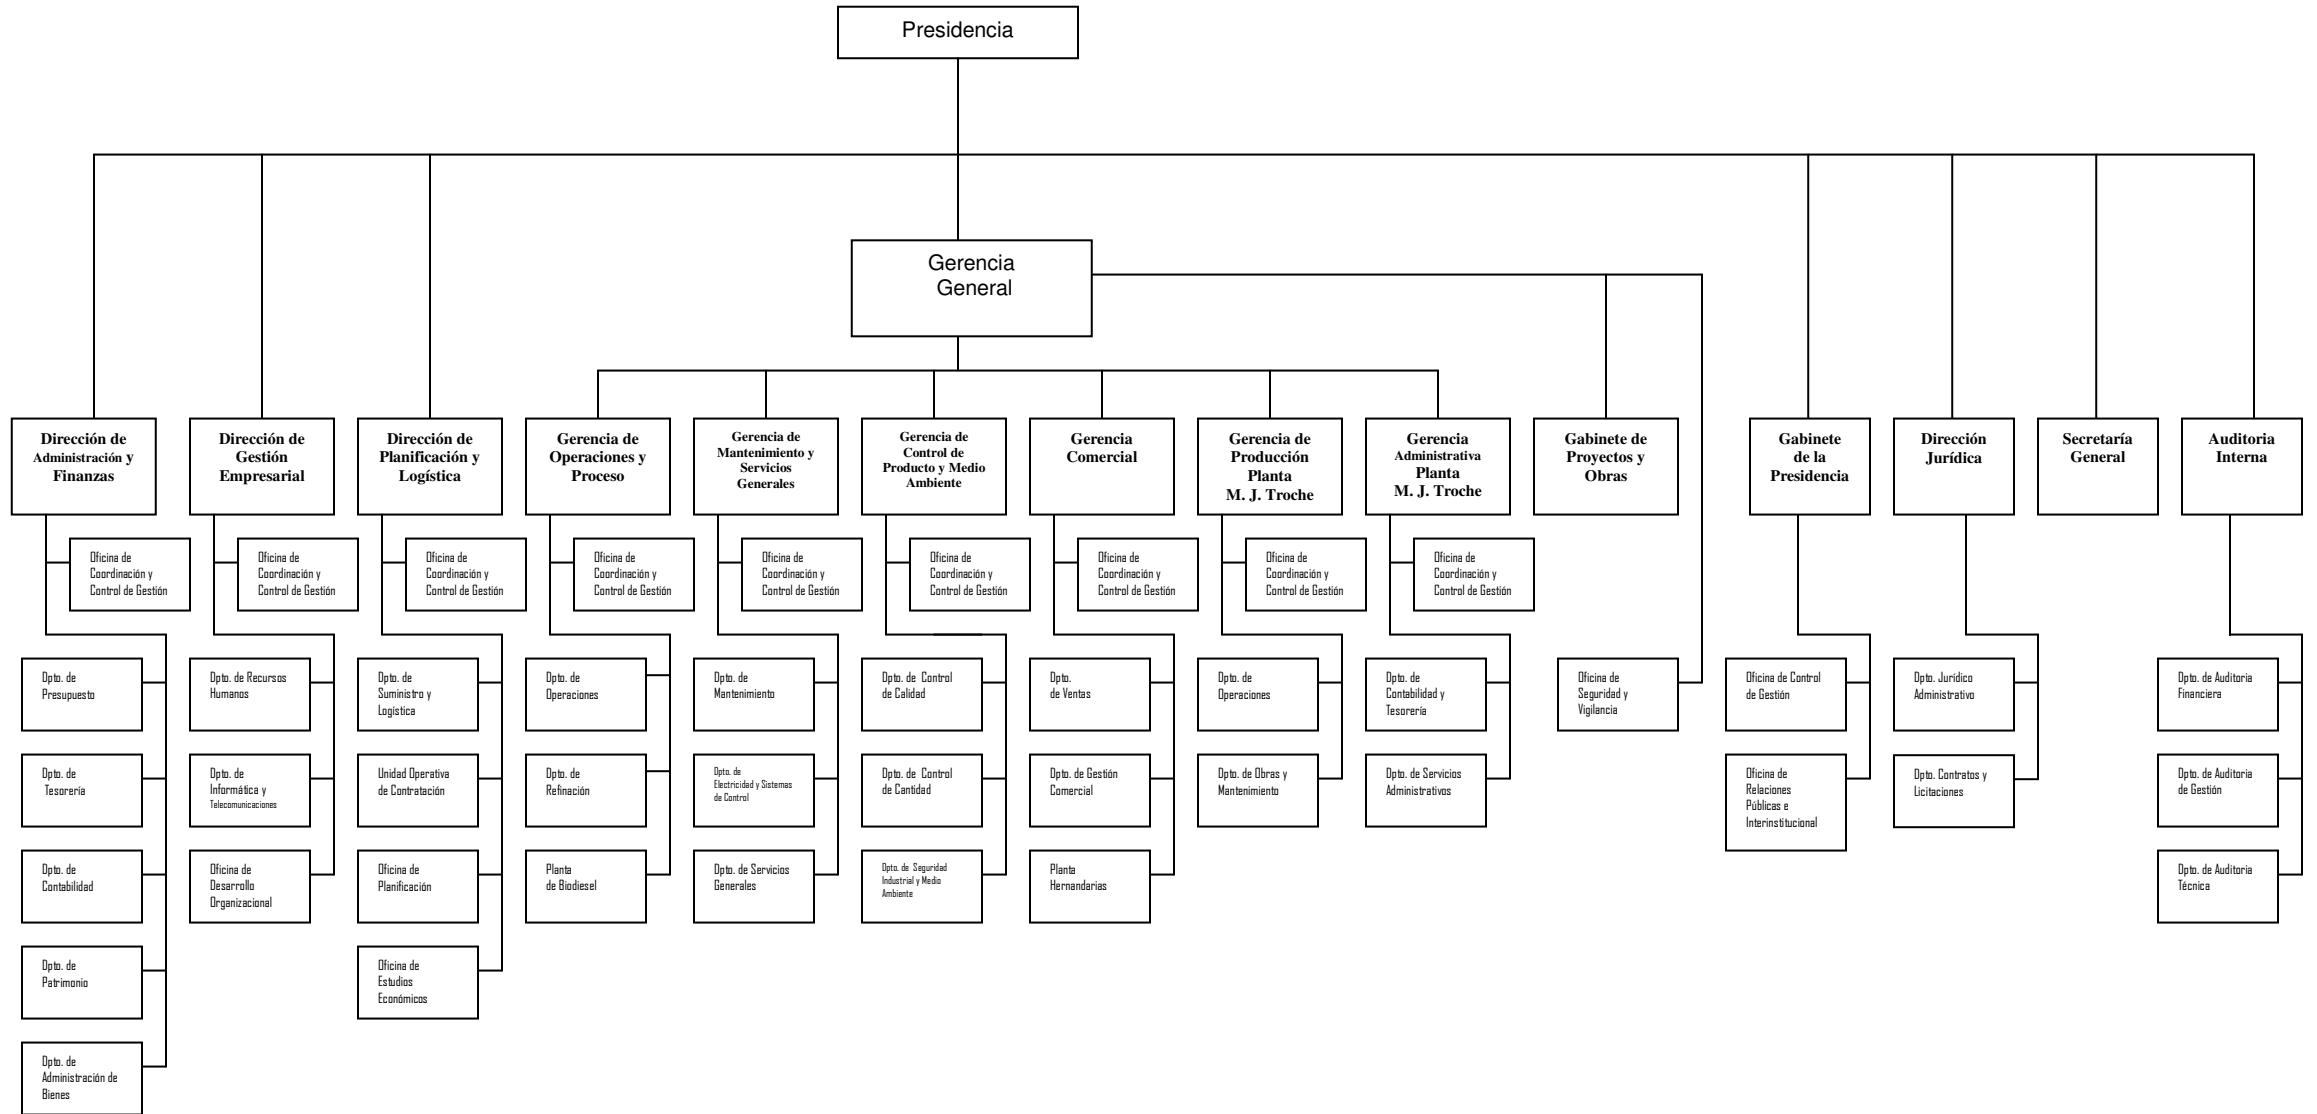 Presidencia
Gerencia
General
Dirección de
Administración y
Finanzas
Dirección de
Gestión
Empresarial
Dirección de
Planificación y
Logística
Gerencia de
Operaciones y
Proceso
Gerencia de
Mantenimiento y
Servicios
Generales
Gerencia de
Control de
Producto y Medio
Ambiente
Gerencia
Comercial
Gerencia de
Producción
Planta
M. J. Troche
Gerencia
Administrativa
Planta
M. J. Troche
Gabinete de
Proyectos y
Obras
Gabinete
de la
Presidencia
Dirección
Jurídica
Secretaría
General
Auditoria
Interna
Oficina de
Coordinación y
Control de Gestión
Oficina de
Coordinación y
Control de Gestión
Oficina de
Coordinación y
Control de Gestión
Oficina de
Coordinación y
Control de Gestión
Oficina de
Coordinación y
Control de Gestión
Oficina de
Coordinación y
Control de Gestión
Oficina de
Coordinación y
Control de Gestión
Oficina de
Coordinación y
Control de Gestión
Oficina de
Coordinación y
Control de Gestión
Dpto. de
Presupuesto
Dpto. de Recursos
Humanos
Dpto. de
Suministro y
Logística
Dpto. de
Operaciones
Dpto. de
Mantenimiento
Dpto. de Control
de Calidad
Dpto.
de Ventas
Dpto. de
Operaciones
Dpto. de
Contabilidad y
Tesorería
Oficina de
Seguridad y
Vigilancia
Oficina de Control
de Gestión
Dpto. Jurídico
Administrativo
Dpto. de Auditoria
Financiera
Dpto. de
Tesorería
Dpto. de
Informática y
Telecomunicaciones
Unidad Operativa
de Contratación
Dpto. de
Refinación
Dpto. de
Electricidad y Sistemas
de Control
Dpto. de Control
de Cantidad
Dpto. de Gestión
Comercial
Dpto. de Obras y
Mantenimiento
Dpto. de Servicios
Administrativos
Oficina de
Relaciones
Públicas e
Interinstitucional
Dpto. Contratos y
Licitaciones
Dpto. de Auditoria
de Gestión
Dpto. de
Contabilidad
Oficina de
Desarrollo
Organizacional
Oficina de
Planificación
Planta
de Biodiesel
Dpto. de Servicios
Generales
Dpto. de Seguridad
Industrial y Medio
Ambiente
Planta
Hernandarias
Dpto. de Auditoria
Técnica
Dpto. de
Patrimonio
Oficina de
Estudios
Económicos
Dpto. de
Administración de
Bienes